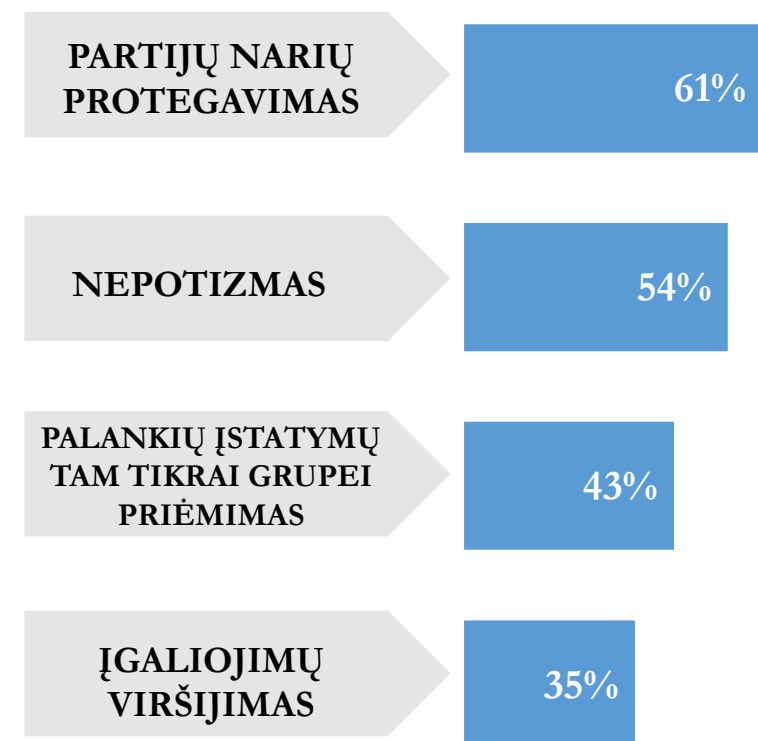 PARTIJŲ NARIŲ
PROTEGAVIMAS
61%
NEPOTIZMAS
54%
PALANKIŲ ĮSTATYMŲ
TAM TIKRAI GRUPEI
PRIĖMIMAS
43%
ĮGALIOJIMŲ
VIRŠIJIMAS
35%